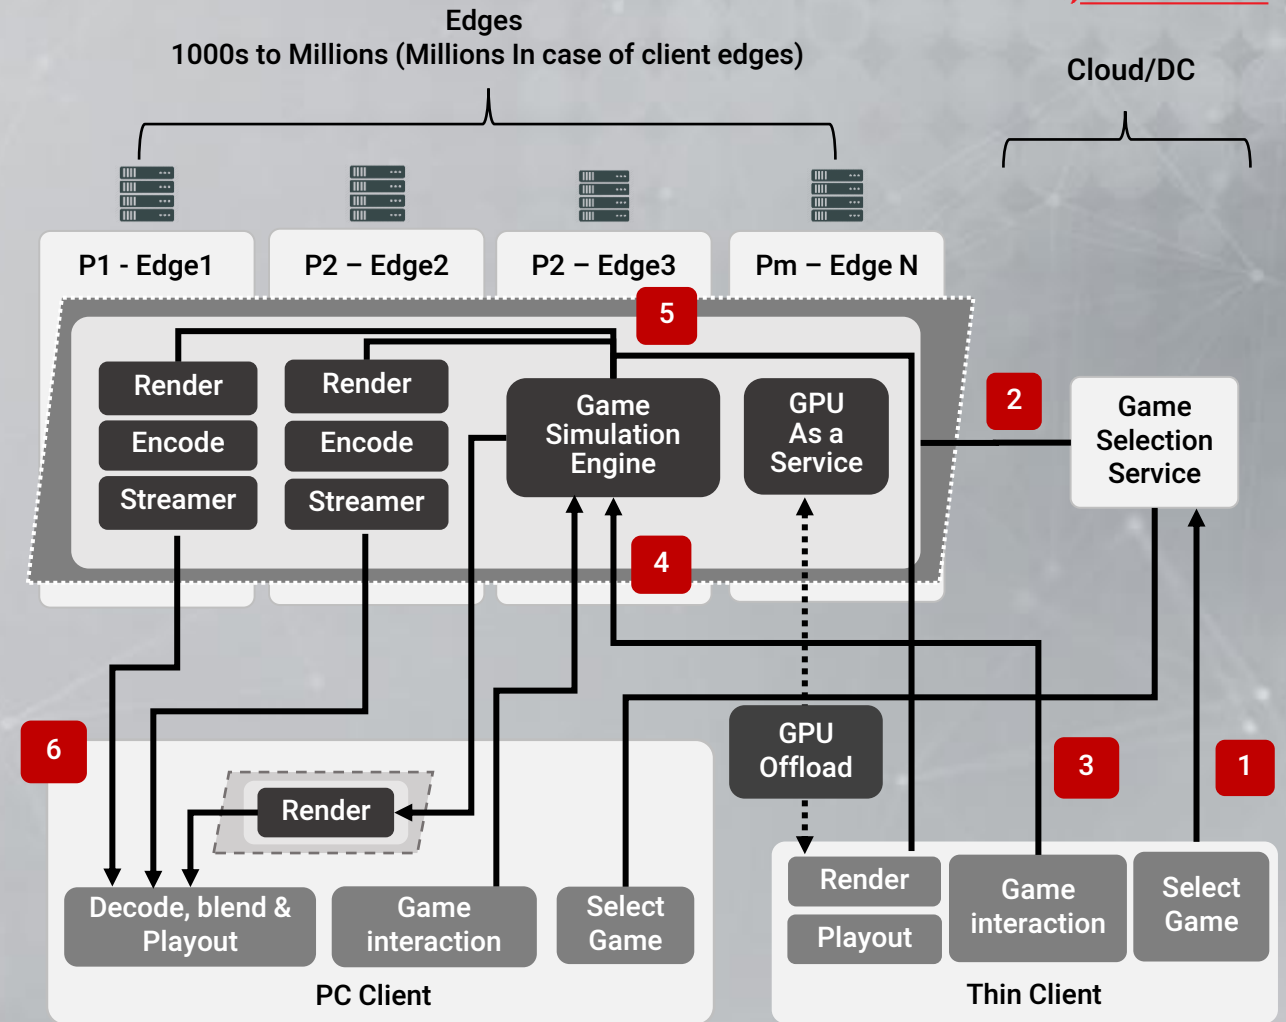 Edges
1000s to Millions (Millions In case of client edges)
Cloud/DC
P1 - Edge1
P2 – Edge2
P2 – Edge3
Pm – Edge N
5
Render
Encode
Streamer
Render
Encode
Streamer
Game
Simulation
Engine
GPU
As a
Service
2
Game
Selection
Service
4
6
GPU
Offload
3
1
Render
Decode, blend &
Playout
Game
interaction
Select
Game
PC Client
Render
Playout
Game
interaction
Select
Game
Thin Client